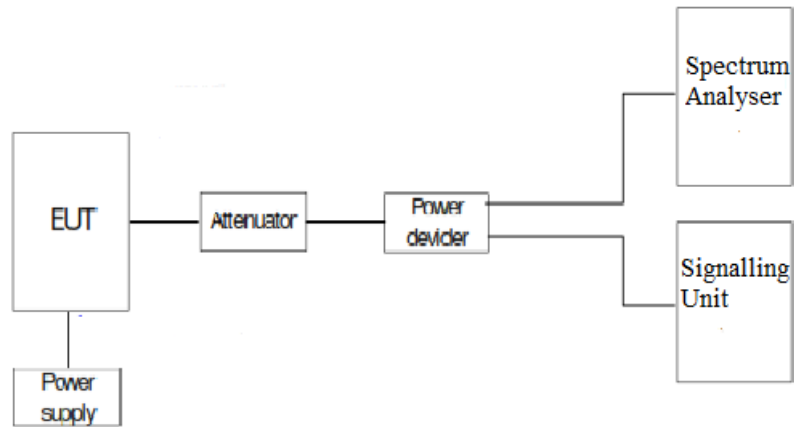 Spectrum
Analyser
EUT
Attenuator
Power
devider
Signalling
Unit
Power
supply